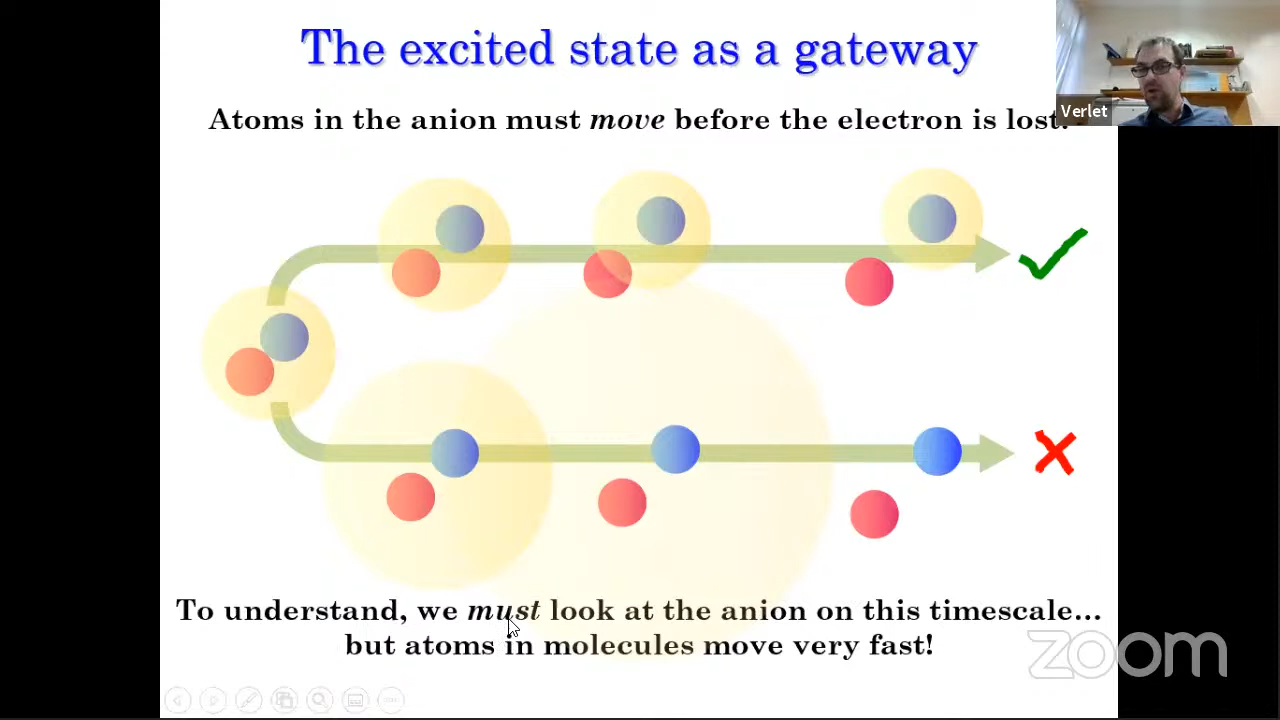 The excited state as a gateway
Atoms in the anion must move before the electron is lost.
Verlet
To understand, we must look at the anion on this timescale...
but atoms in molecules move very fast!
zoom